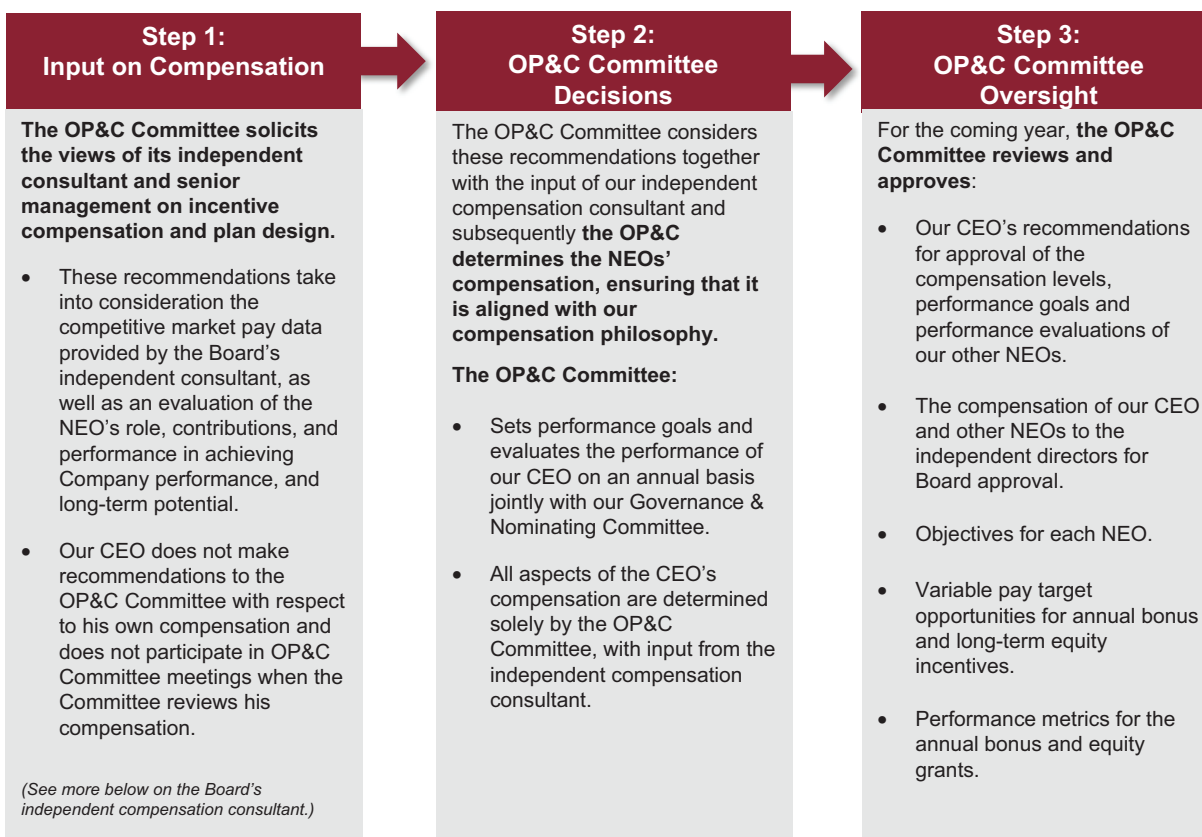 Step 1:
Input on Compensation
The OP&C Committee solicits
the views of its independent
consultant and senior
management on incentive
compensation and plan design.
• These recommendations take
into consideration the
competitive market pay data
provided by the Board's
independent consultant, as
well as an evaluation of the
NEO's role, contributions, and
performance in achieving
Company performance, and
long-term potential.
• Our CEO does not make
recommendations to the
OP&C Committee with respect
to his own compensation and
does not participate in OP&C
Committee meetings when the
Committee reviews his
compensation.
(See more below on the Board's
independent compensation consultant.)
Step 2:
OP&C Committee
Decisions
The OP&C Committee considers
these recommendations together
with the input of our independent
compensation consultant and
subsequently the OP&C
determines the NEOs'
compensation, ensuring that it
is aligned with our
compensation philosophy.
The OP&C Committee:
• Sets performance goals and
evaluates the performance of
our CEO on an annual basis
jointly with our Governance &
Nominating Committee.
• All aspects of the CEO's
compensation are determined
solely by the OP&C
Committee, with input from the
independent compensation
consultant.
Step 3:
OP&C Committee
Oversight
For the coming year, the OP&C
Committee reviews and
approves:
• Our CEO's recommendations
for approval of the
compensation levels,
performance goals and
performance evaluations of
our other NEOs.
• The compensation of our CEO
and other NEOs to the
independent directors for
Board approval.
• Objectives for each NEO.
• Variable pay target
opportunities for annual bonus
and long-term equity
incentives.
• Performance metrics for the
annual bonus and equity
grants.